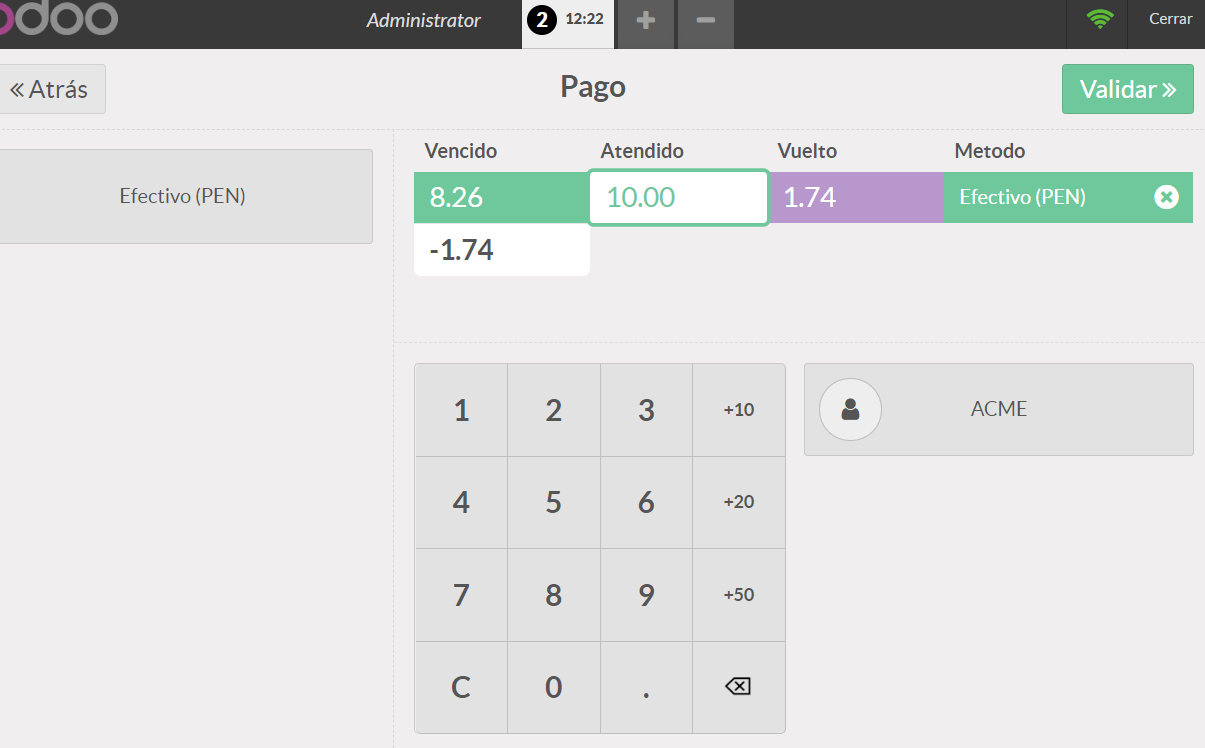 odoo
Administrator
2 12:22
Cerrar
Atrás
Pago
Validar
Efectivo (PEN)
Vencido Atendido Vuelto Metodo
8.26 10.00 1.74 Efectivo (PEN)
-1.74
1 2 3 +10
4 5 6 +20
7 8 9 +50
C 0 .
ACME